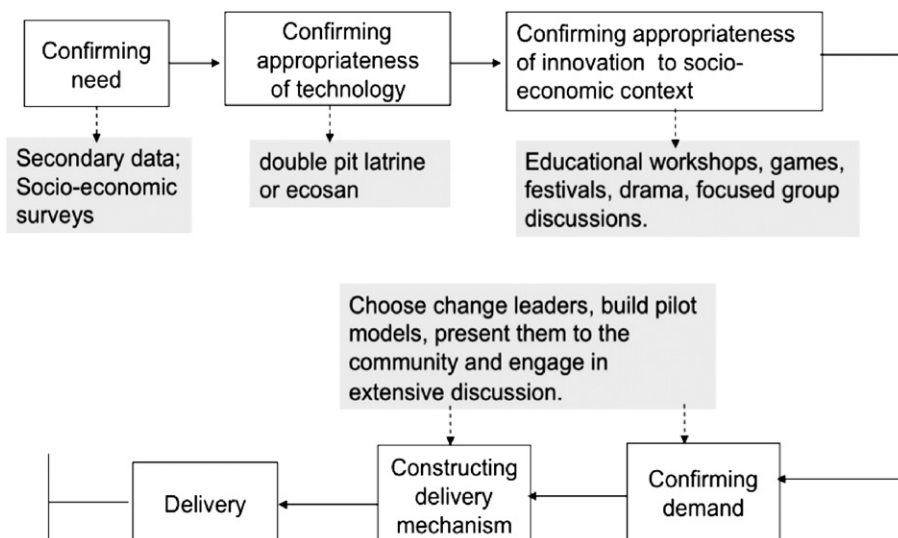 Confirming
need
Confirming
appropriateness
of technology
Confirming appropriateness
of innovation to socio-
economic context
Secondary data;
Socio-economic
surveys
double pit latrine
or ecosan
Educational workshops, games,
festivals, drama, focused group
discussions.
Choose change leaders, build pilot
models, present them to the
community and engage in
extensive discussion.
Delivery
Constructing
delivery
mechanism
Confirming
demand